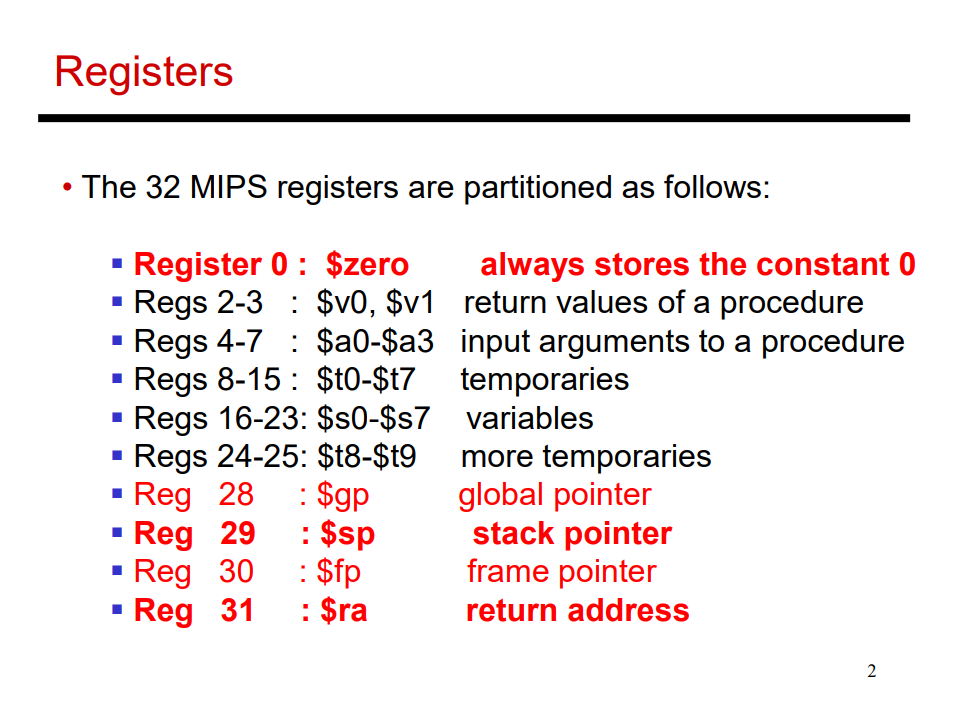 Registers
• The 32 MIPS registers are partitioned as follows:
▪ Register 0 : $zero always stores the constant 0
▪ Regs 2-3 : $v0, $v1 return values of a procedure
▪ Regs 4-7 : $a0-$a3 input arguments to a procedure
▪ Regs 8-15 : $t0-$t7 temporaries
▪ Regs 16-23: $s0-$s7 variables
▪ Regs 24-25: $t8-$t9 more temporaries
▪ Reg 28 : $gp global pointer
▪ Reg 29 : $sp stack pointer
▪ Reg 30 : $fp frame pointer
▪ Reg 31 : $ra return address
2